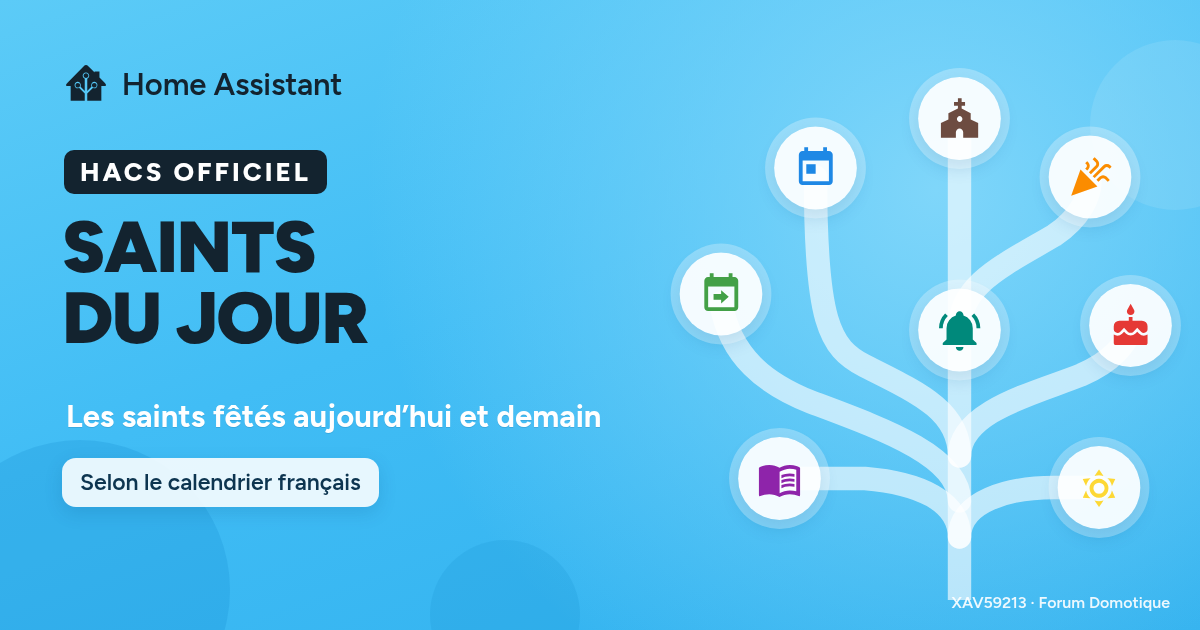 Home Assistant
HACS OFFICIEL
SAINTS
DU JOUR
Les saints fêtés aujourd’hui et demain
Selon le calendrier français
XAV59213 · Forum Domotique